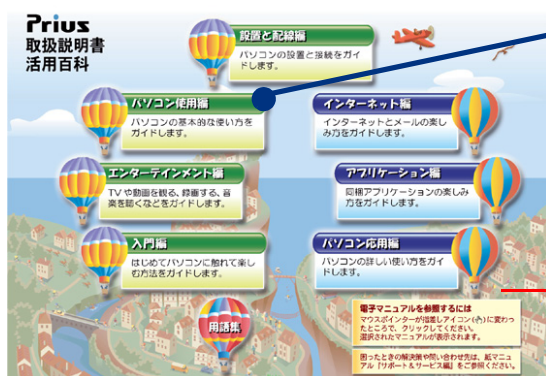 Prius
取扱説明書
活用百科
設置と配線編
パソコンの設置と接続をガイ
ドします。
パソコン使用編
パソコンの基本的な使い方を
ガイドします。
インターネット編
インターネットとメールの楽し
み方をガイドします。
エンターテインメント編
TV や動画を観る、録画する、音
楽を聴くなどをガイドします。
アプリケーション編
同梱アプリケーションの楽しみ
方をガイドします。
入門編
はじめてパソコンに触れて楽し
む方法をガイドします。
パソコン応用編
パソコンの詳しい使い方をガイ
ドします。
用語集
電子マニュアルを参照するには
マウスポインターが指差しアイコン()に変わっ
たところで、クリックしてください。
選択されたマニュアルが表示されます。
困ったときの解決策や問い合わせ先は、紙マニュ
アル『サポート&サービス編』をご参照ください。